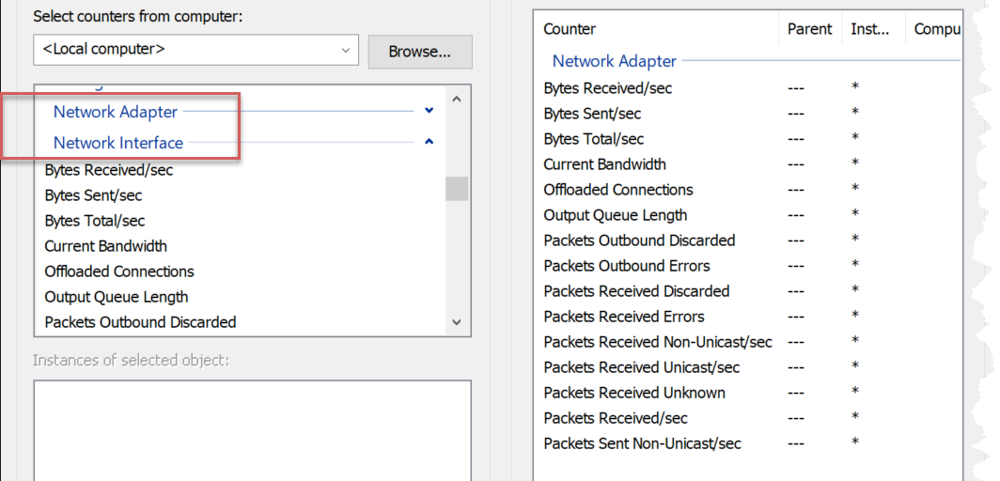 Select counters from computer:
<Local computer>
Browse...
Network Adapter
Network Interface
Bytes Received/sec
Bytes Sent/sec
Bytes Total/sec
Current Bandwidth
Offloaded Connections
Output Queue Length
Packets Outbound Discarded
Instances of selected object:
Counter Parent Inst... Compu
Network Adapter
Bytes Received/sec --- *
Bytes Sent/sec --- *
Bytes Total/sec --- *
Current Bandwidth --- *
Offloaded Connections --- *
Output Queue Length --- *
Packets Outbound Discarded --- *
Packets Outbound Errors --- *
Packets Received Discarded --- *
Packets Received Errors --- *
Packets Received Non-Unicast/sec --- *
Packets Received Unicast/sec --- *
Packets Received Unknown --- *
Packets Received/sec --- *
Packets Sent Non-Unicast/sec --- *